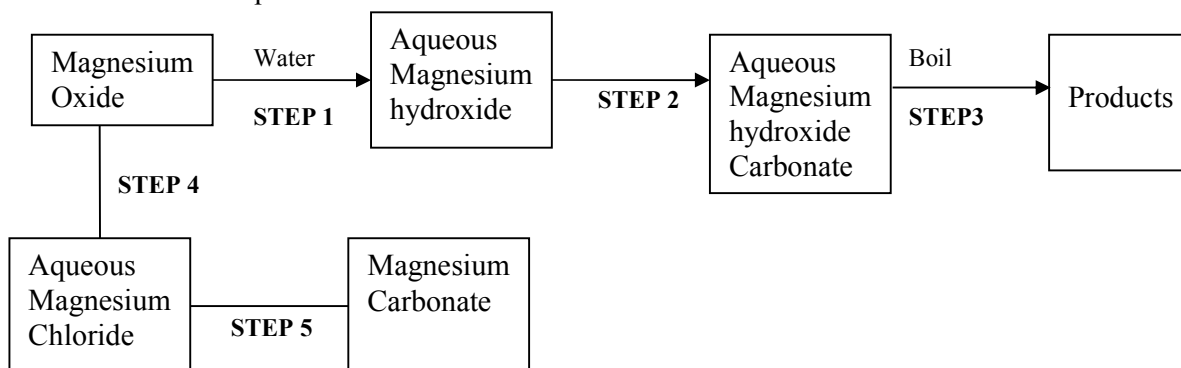 Magnesium
Oxide
Water
STEP 1
Aqueous
Magnesium
hydroxide
STEP 2
Aqueous
Magnesium
hydroxide
Carbonate
Boil
STEP3
Products
STEP 4
Aqueous
Magnesium
Chloride
STEP 5
Magnesium
Carbonate